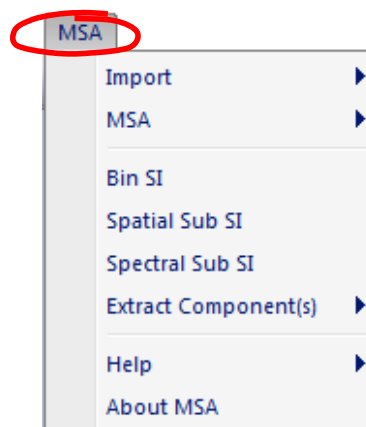 MSA
Import
MSA
Bin SI
Spatial Sub SI
Spectral Sub SI
Extract Component(s)
Help
About MSA